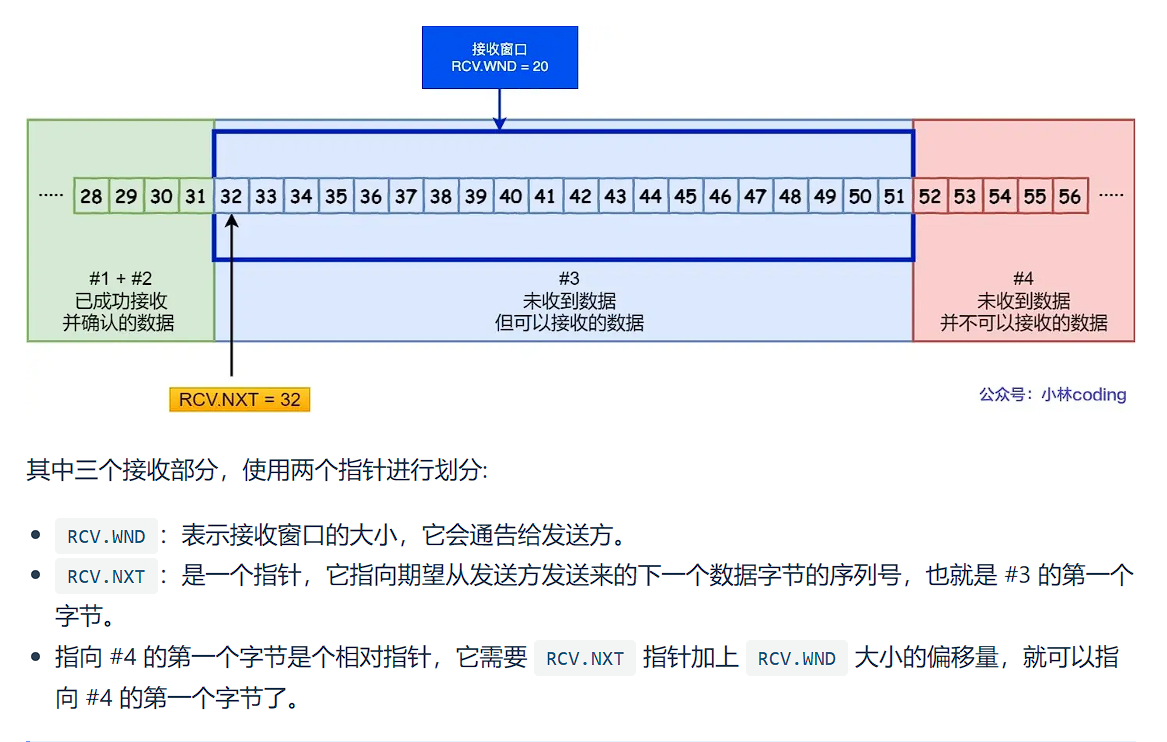 接收窗口
RCV.WND = 20
····· 28 29 30 31 32 33 34 35 36 37 38 39 40 41 42 43 44 45 46 47 48 49 50 51 52 53 54 55 56 ·····
#1 + #2
已成功接收
并确认的数据
#3
未收到数据
但可以接收的数据
#4
未收到数据
并不可以接收的数据
RCV.NXT = 32
公众号：小林coding
其中三个接收部分，使用两个指针进行划分:
• RCV.WND：表示接收窗口的大小，它会通告给发送方。
• RCV.NXT：是一个指针，它指向期望从发送方发送来的下一个数据字节的序列号，也就是 #3 的第一个
字节。
• 指向 #4 的第一个字节是个相对指针，它需要 RCV.NXT 指针加上 RCV.WND 大小的偏移量，就可以指
向 #4 的第一个字节了。